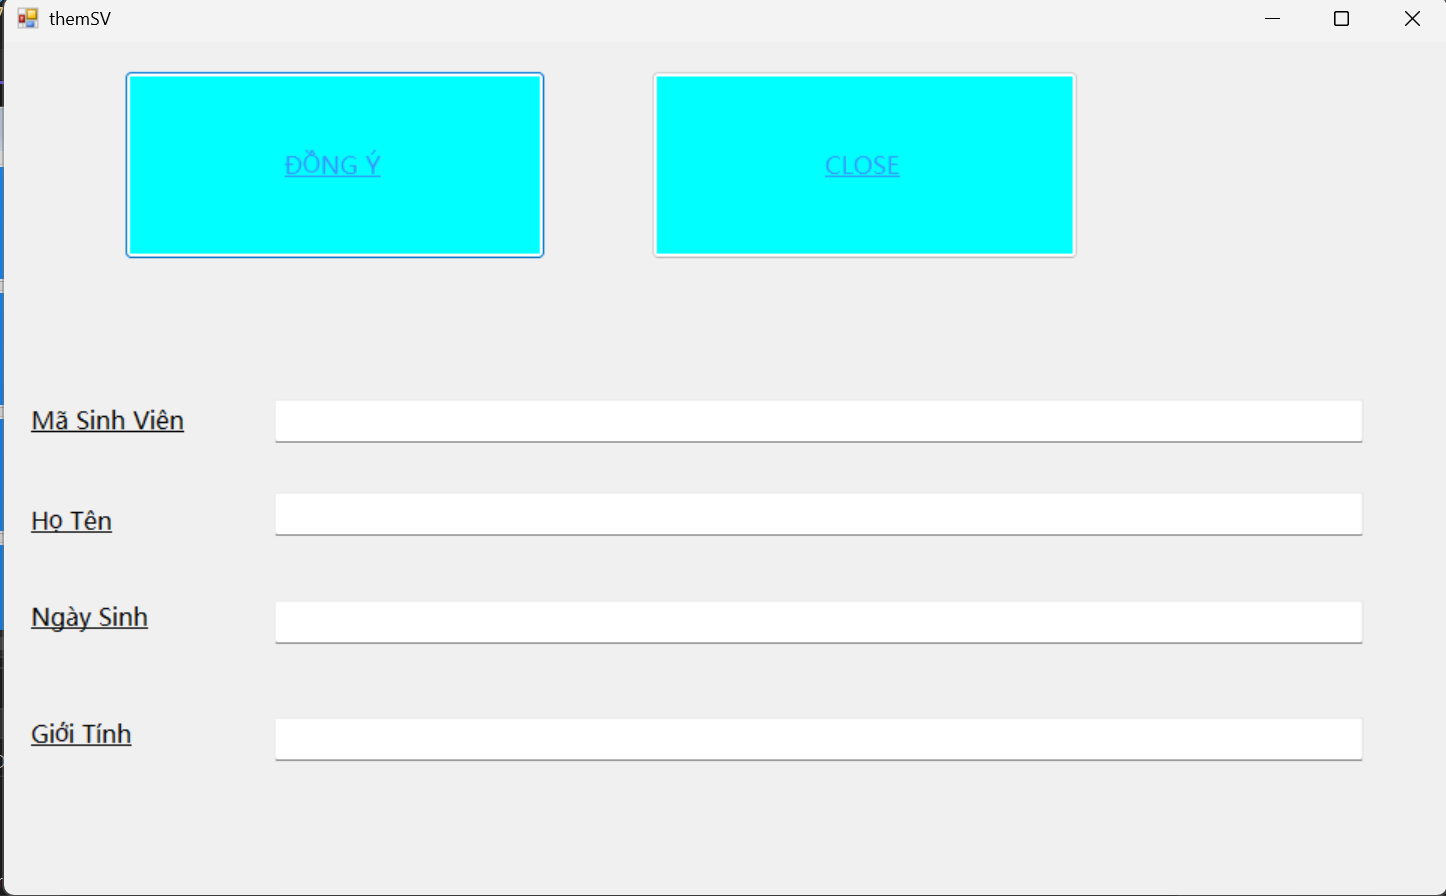 themSV
ĐỒNG Ý
CLOSE
Mã Sinh Viên
Họ Tên
Ngày Sinh
Giới Tính